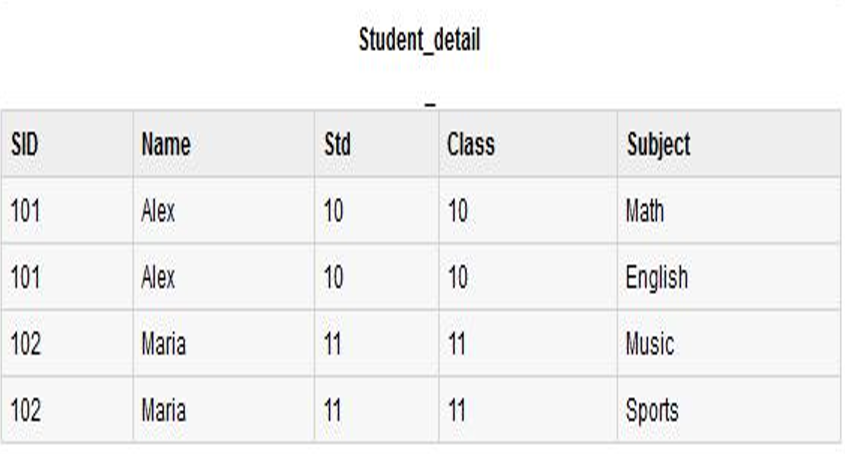 Student_detail
_
SID Name Std Class Subject
101 Alex 10 10 Math
101 Alex 10 10 English
102 Maria 11 11 Music
102 Maria 11 11 Sports